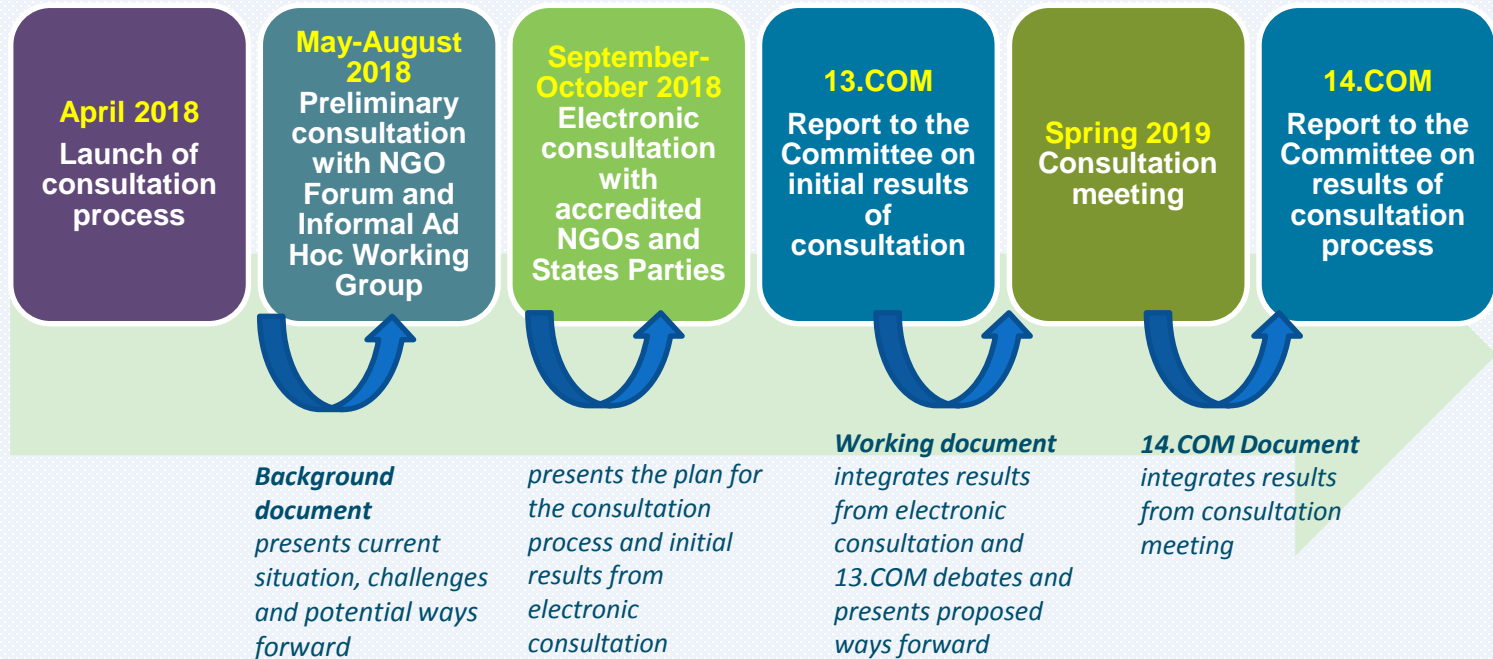 April 2018
Launch of
consultation
process
May-August
2018
Preliminary
consultation
with NGO
Forum and
Informal Ad
Hoc Working
Group
September-
October 2018
Electronic
consultation
with
accredited
NGOs and
States Parties
13.COM
Report to the
Committee on
initial results
of
consultation
Spring 2019
Consultation
meeting
14.COM
Report to the
Committee on
results of
consultation
process
Background
document
presents current
situation, challenges
and potential ways
forward
presents the plan for
the consultation
process and initial
results from
electronic
consultation
Working document
integrates results
from electronic
consultation and
13.COM debates and
presents proposed
ways forward
14.COM Document
integrates results
from consultation
meeting